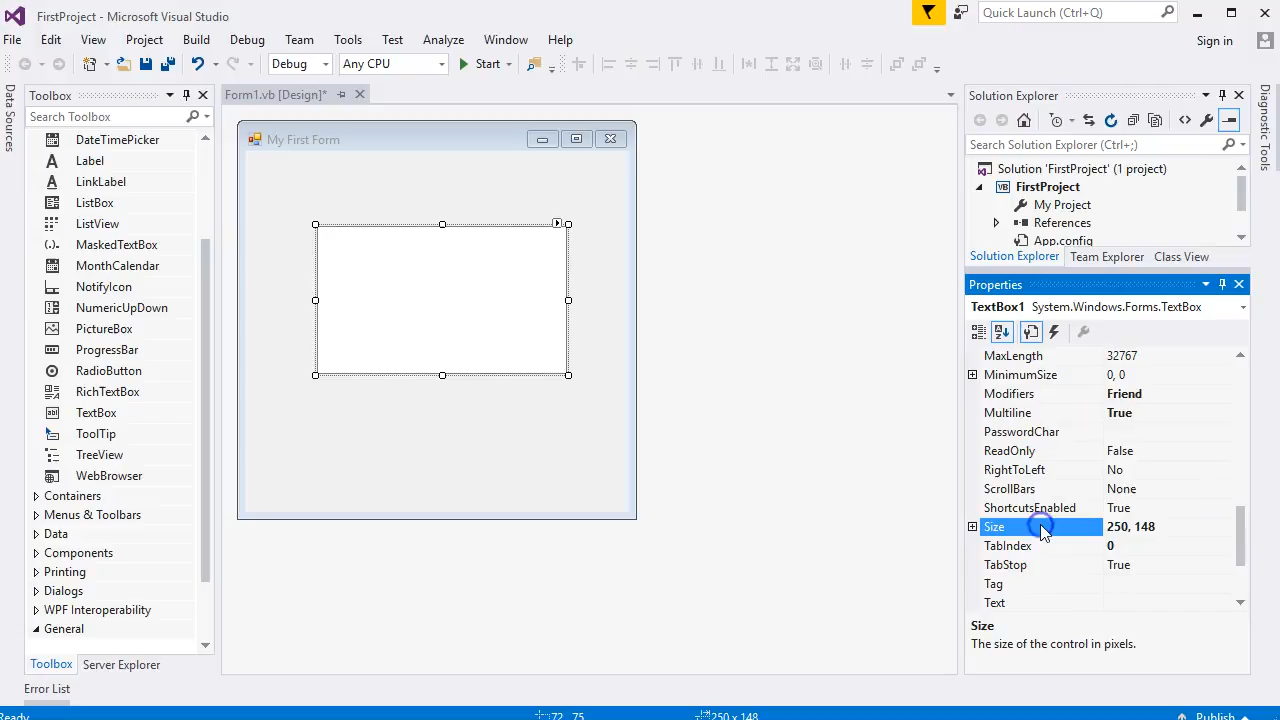 FirstProject - Microsoft Visual Studio
Quick Launch (Ctrl+Q)
File Edit View Project Build Debug Team Tools Test Analyze Window Help
Sign in
Debug Any CPU Start
Data Sources
Toolbox
Search Toolbox
DateTimePicker
Label
LinkLabel
ListBox
ListView
MaskedTextBox
MonthCalendar
NotifyIcon
NumericUpDown
PictureBox
ProgressBar
RadioButton
RichTextBox
TextBox
ToolTip
TreeView
WebBrowser
Containers
Menus & Toolbars
Data
Components
Printing
Dialogs
WPF Interoperability
General
Toolbox Server Explorer
Error List
Form1.vb [Design]*
My First Form
Solution Explorer
Search Solution Explorer (Ctrl+;)
Solution 'FirstProject' (1 project)
VB FirstProject
My Project
References
App.config
Solution Explorer Team Explorer Class View
Diagnostic Tools
Properties
TextBox1 System.Windows.Forms.TextBox
MaxLength 32767
MinimumSize 0, 0
Modifiers Friend
Multiline True
PasswordChar
ReadOnly False
RightToLeft No
ScrollBars None
ShortcutsEnabled True
Size 250, 148
TabIndex 0
TabStop True
Tag
Text
Size
The size of the control in pixels.
Ready 72, 75 250 x 148 Publish